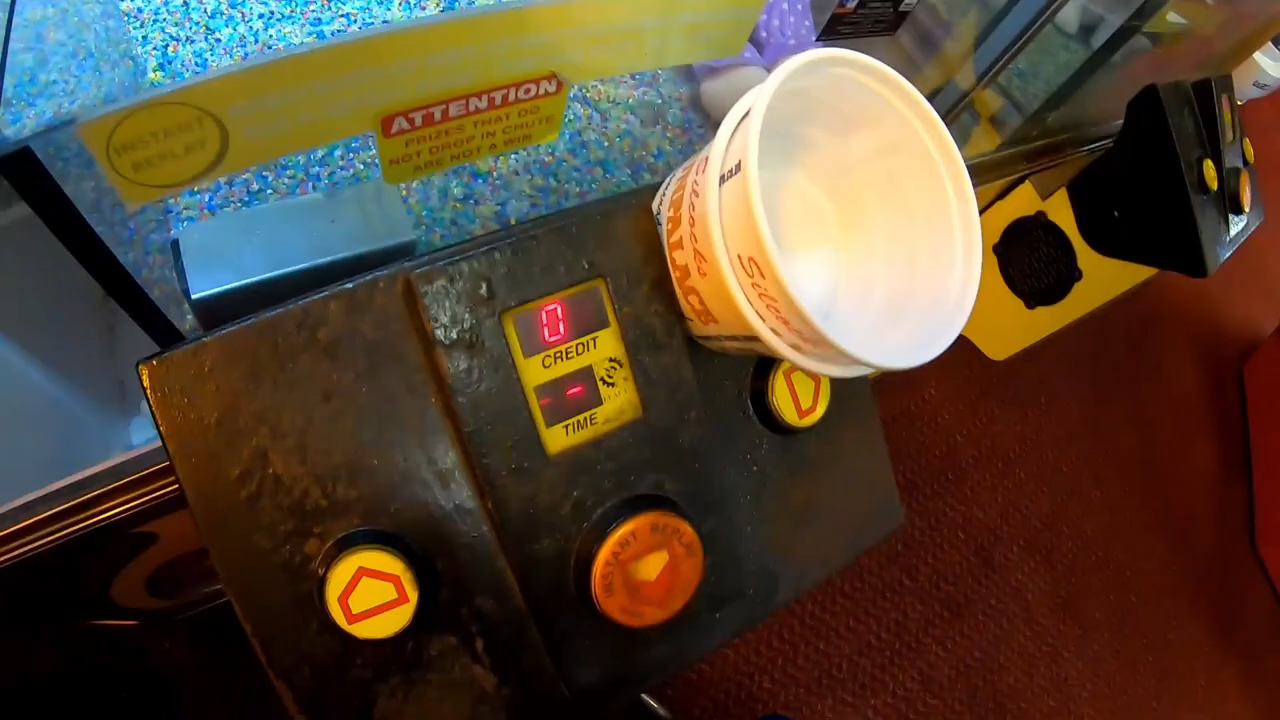 INSTANT
REPLAY
ATTENTION
PRIZES THAT DO
NOT DROP IN CHUTE
ARE NOT A WIN
0
CREDIT
- -
TIME
Silcocks
PALACE
INSTANT REPLAY